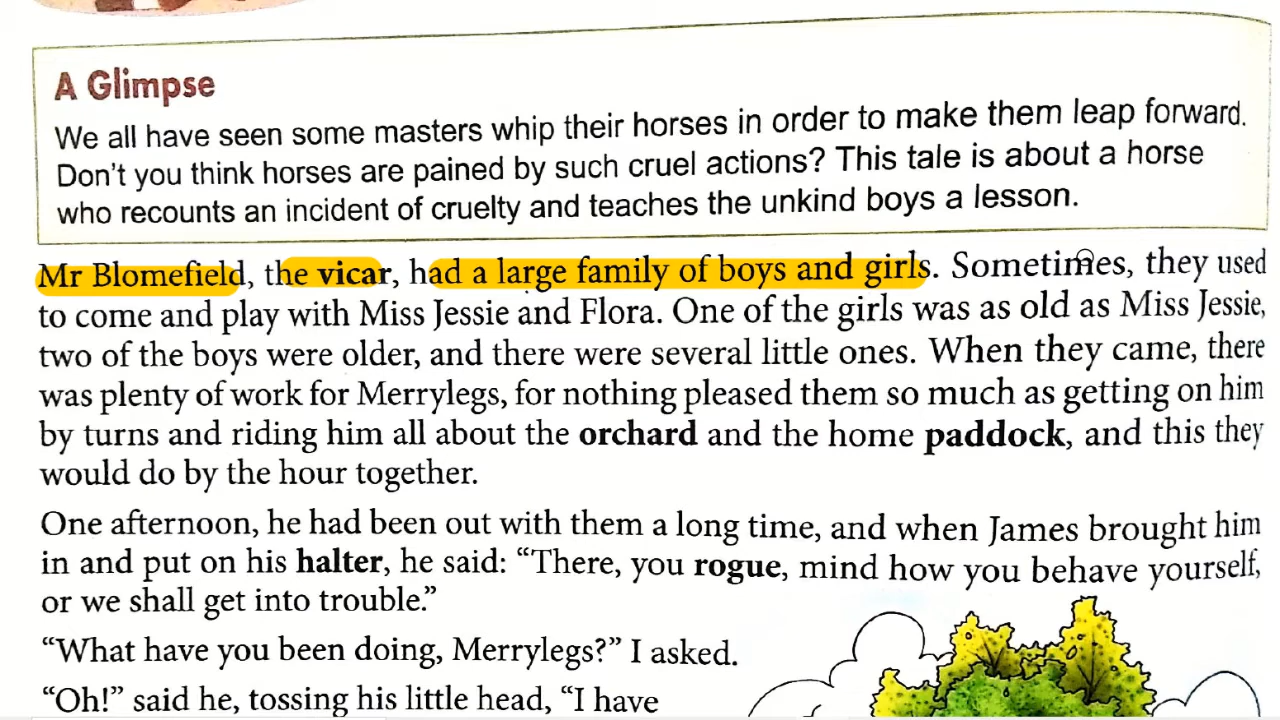 A Glimpse
We all have seen some masters whip their horses in order to make them leap forward.
Don't you think horses are pained by such cruel actions? This tale is about a horse
who recounts an incident of cruelty and teaches the unkind boys a lesson.
Mr Blomefield, the vicar, had a large family of boys and girls. Sometimes, they used
to come and play with Miss Jessie and Flora. One of the girls was as old as Miss Jessie,
two of the boys were older, and there were several little ones. When they came, there
was plenty of work for Merrylegs, for nothing pleased them so much as getting on him
by turns and riding him all about the orchard and the home paddock, and this they
would do by the hour together.
One afternoon, he had been out with them a long time, and when James brought him
in and put on his halter, he said: “There, you rogue, mind how you behave yourself,
or we shall get into trouble.”
“What have you been doing, Merrylegs?” I asked.
“Oh!” said he, tossing his little head, “I have